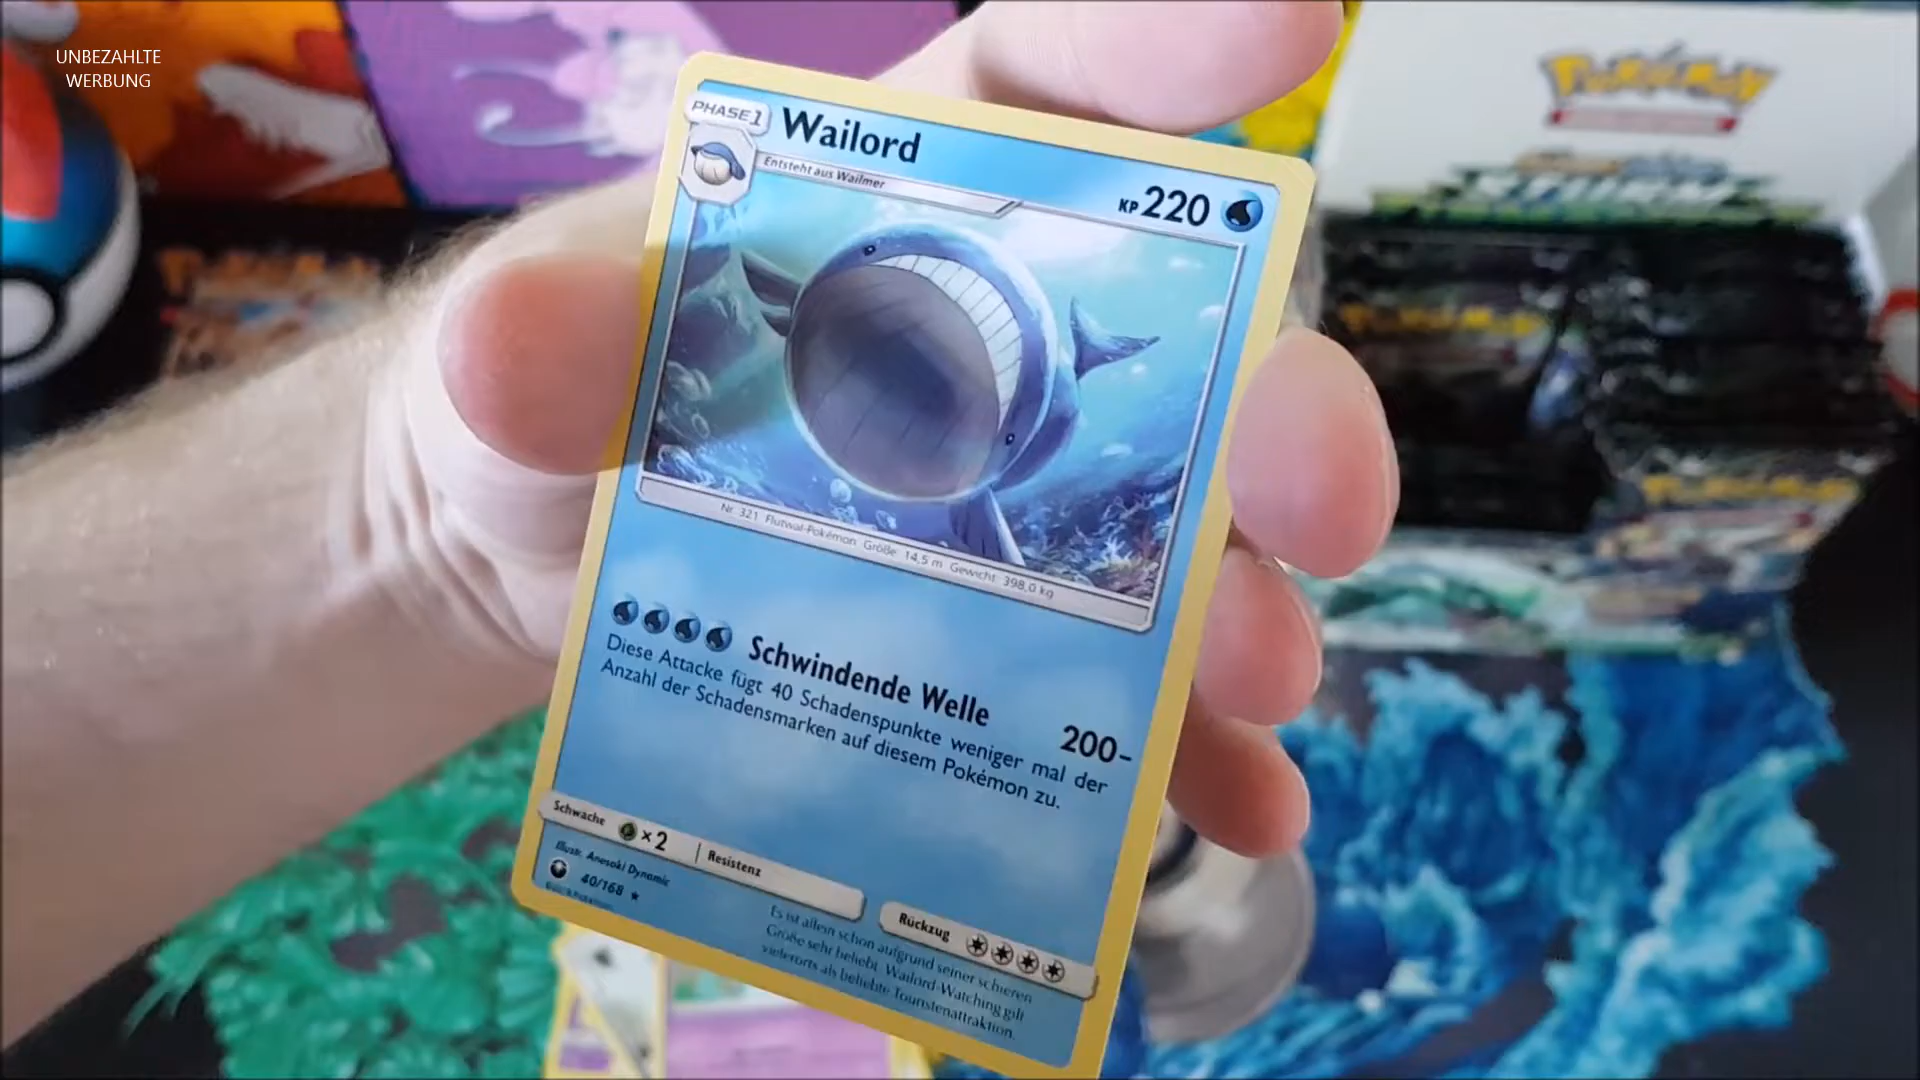 UNBEZAHLTE
WERBUNG
Pokémon
STURM
PHASE 1
Wailord
KP 220
Entsteht aus Wailmer
Nr. 321 Flutwal-Pokémon Größe: 14,5 m Gewicht: 398,0 kg
Schwindende Welle
200-
Diese Attacke fügt 40 Schadenspunkte weniger mal der
Anzahl der Schadensmarken auf diesem Pokémon zu.
Schwäche
×2
Resistenz
Illustr. Anesaki Dynamic
40/168
Rückzug
Es ist allein schon aufgrund seiner schieren
Größe sehr beliebt. Wailord-Watching gilt
vielerorts als beliebte Touristenattraktion.